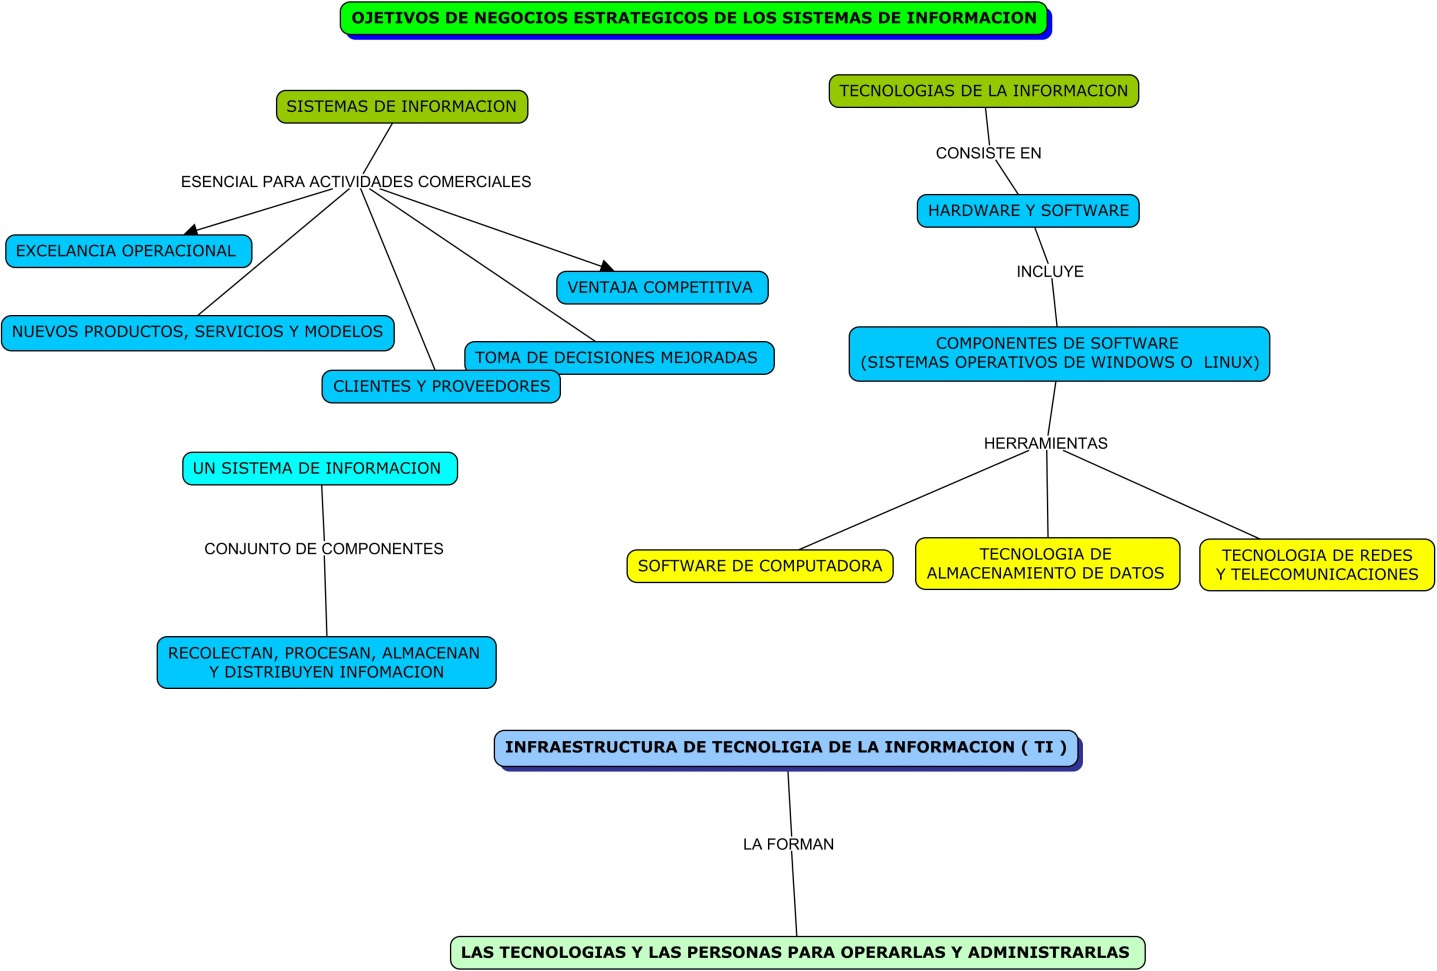 OJETIVOS DE NEGOCIOS ESTRATEGICOS DE LOS SISTEMAS DE INFORMACION
SISTEMAS DE INFORMACION
ESENCIAL PARA ACTIVIDADES COMERCIALES
EXCELANCIA OPERACIONAL
NUEVOS PRODUCTOS, SERVICIOS Y MODELOS
CLIENTES Y PROVEEDORES
TOMA DE DECISIONES MEJORADAS
VENTAJA COMPETITIVA
TECNOLOGIAS DE LA INFORMACION
CONSISTE EN
HARDWARE Y SOFTWARE
INCLUYE
COMPONENTES DE SOFTWARE
(SISTEMAS OPERATIVOS DE WINDOWS O  LINUX)
HERRAMIENTAS
SOFTWARE DE COMPUTADORA
TECNOLOGIA DE
ALMACENAMIENTO DE DATOS
TECNOLOGIA DE REDES
Y TELECOMUNICACIONES
UN SISTEMA DE INFORMACION
CONJUNTO DE COMPONENTES
RECOLECTAN, PROCESAN, ALMACENAN
Y DISTRIBUYEN INFOMACION
INFRAESTRUCTURA DE TECNOLIGIA DE LA INFORMACION ( TI )
LA FORMAN
LAS TECNOLOGIAS Y LAS PERSONAS PARA OPERARLAS Y ADMINISTRARLAS